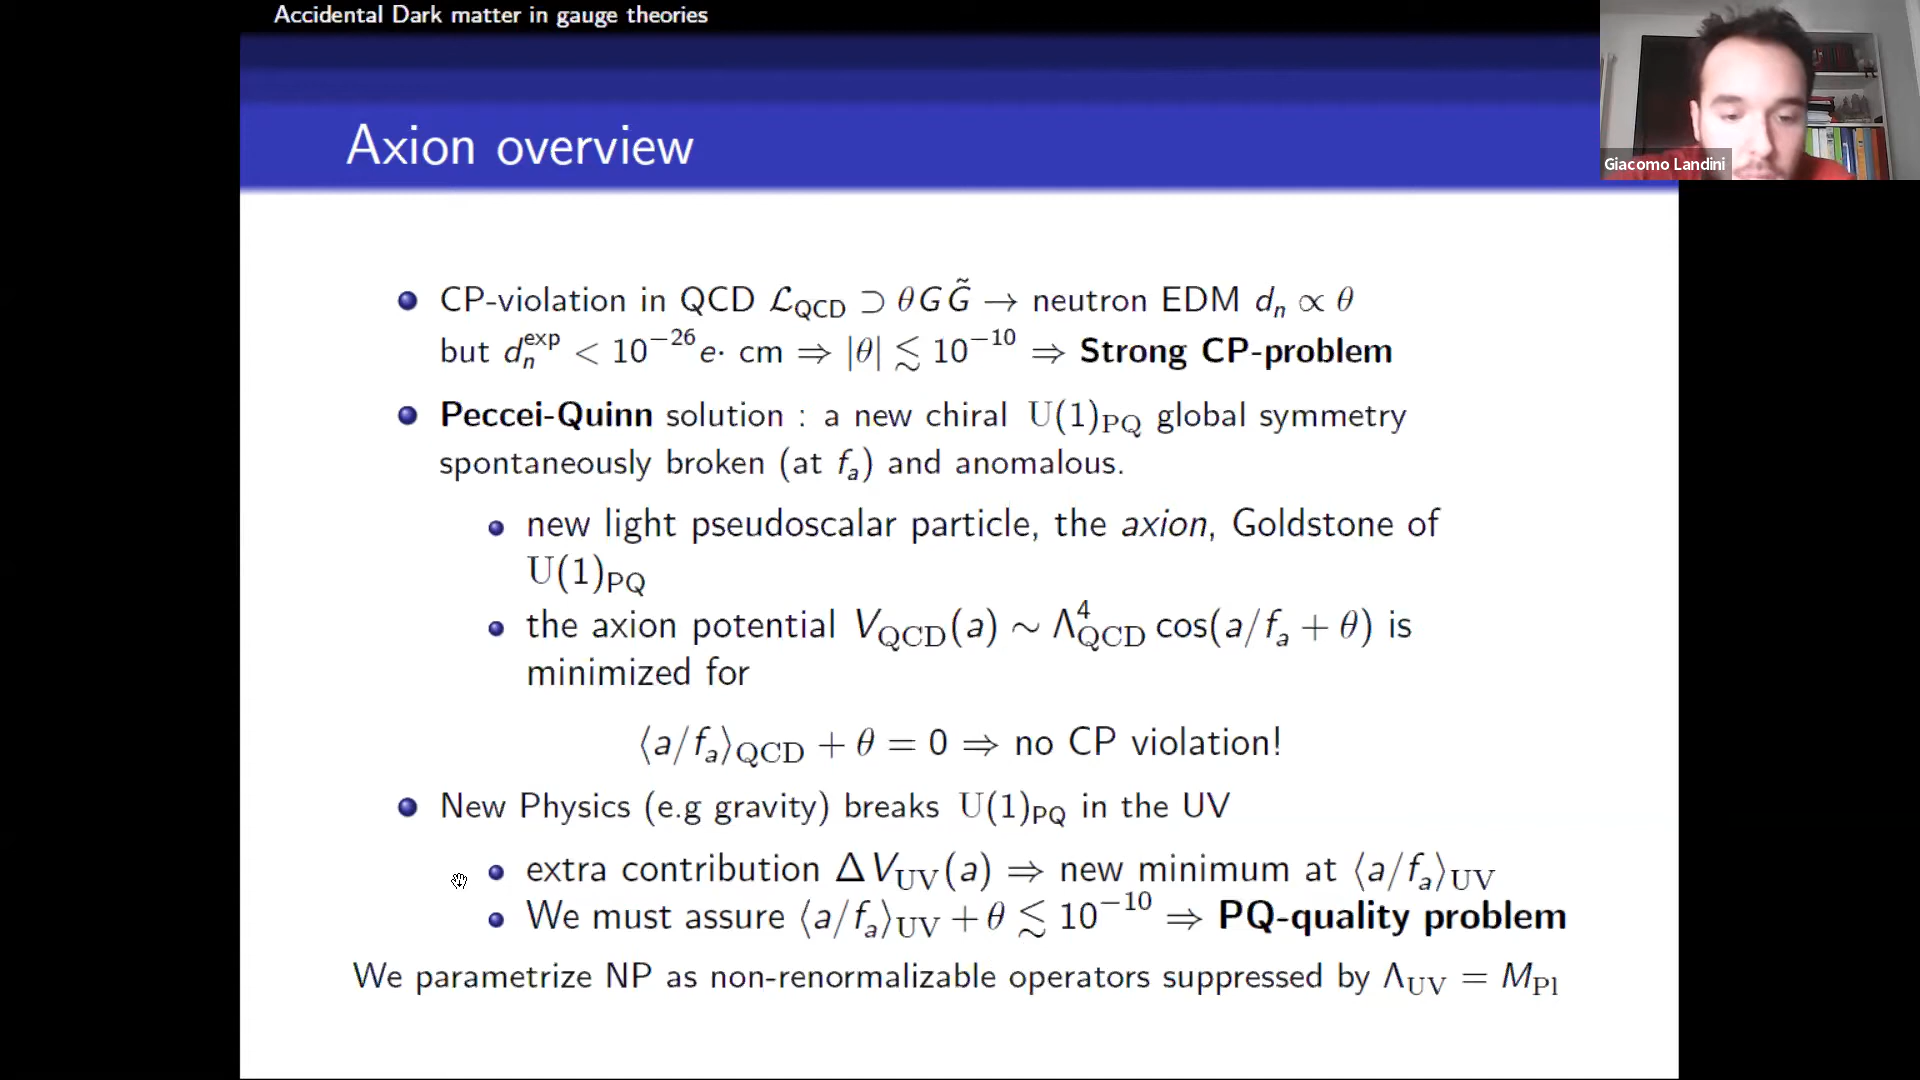 Accidental Dark matter in gauge theories
Giacomo Landini
Axion overview
CP-violation in QCD ℒ_QCD ⊃ θGG̃ → neutron EDM d_n ∝ θ
but d_n^exp < 10^−26 e· cm ⇒ |θ| ≲ 10^−10 ⇒ Strong CP-problem
Peccei-Quinn solution : a new chiral U(1)_PQ global symmetry
spontaneously broken (at f_a) and anomalous.
new light pseudoscalar particle, the axion, Goldstone of
U(1)_PQ
the axion potential V_QCD(a) ∼ Λ^4_QCD cos(a/f_a + θ) is
minimized for
⟨a/f_a⟩_QCD + θ = 0 ⇒ no CP violation!
New Physics (e.g gravity) breaks U(1)_PQ in the UV
extra contribution ΔV_UV(a) ⇒ new minimum at ⟨a/f_a⟩_UV
We must assure ⟨a/f_a⟩_UV + θ ≲ 10^−10 ⇒ PQ-quality problem
We parametrize NP as non-renormalizable operators suppressed by Λ_UV = M_Pl